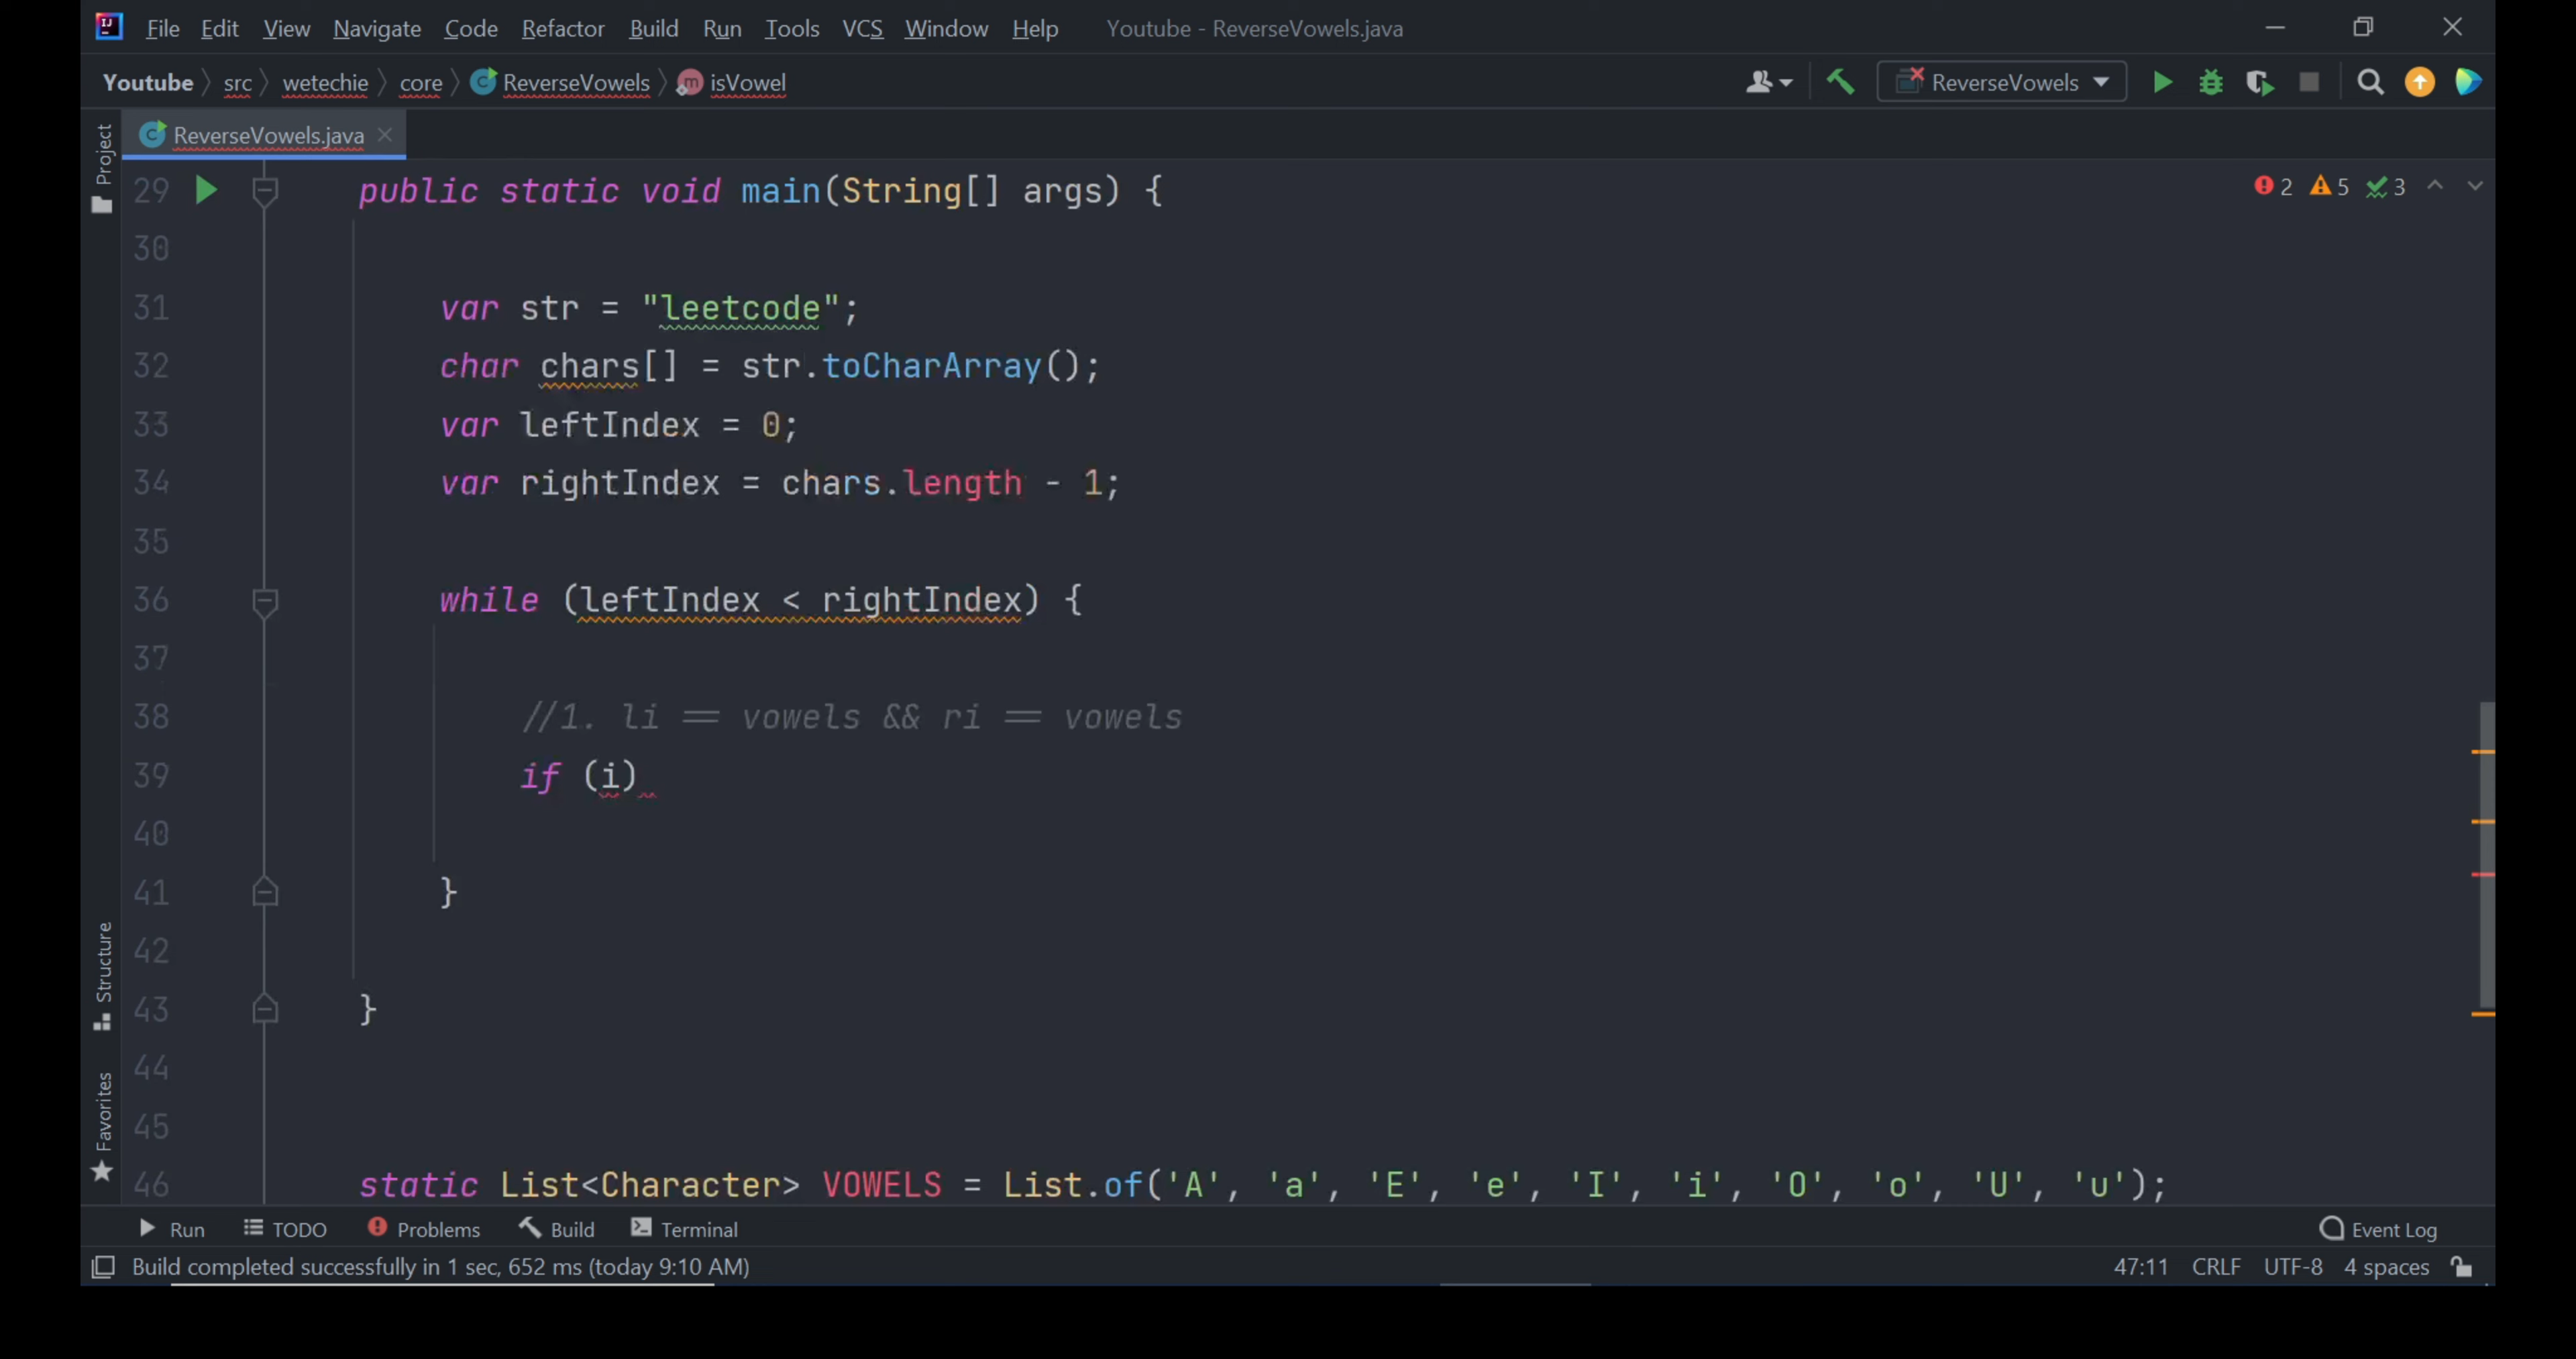 File Edit View Navigate Code Refactor Build Run Tools VCS Window Help Youtube - ReverseVowels.java
Youtube src wetechie core ReverseVowels isVowel ReverseVowels
ReverseVowels.java
Project
Structure
Favorites
2 5 3
29 public static void main(String[] args) {
30
31 var str = "leetcode";
32 char chars[] = str.toCharArray();
33 var leftIndex = 0;
34 var rightIndex = chars.length - 1;
35
36 while (leftIndex < rightIndex) {
37
38 //1. li == vowels && ri == vowels
39 if (i)
40
41 }
42
43 }
44
45
46 static List<Character> VOWELS = List.of('A', 'a', 'E', 'e', 'I', 'i', 'O', 'o', 'U', 'u');
Run TODO Problems Build Terminal Event Log
Build completed successfully in 1 sec, 652 ms (today 9:10 AM) 47:11 CRLF UTF-8 4 spaces